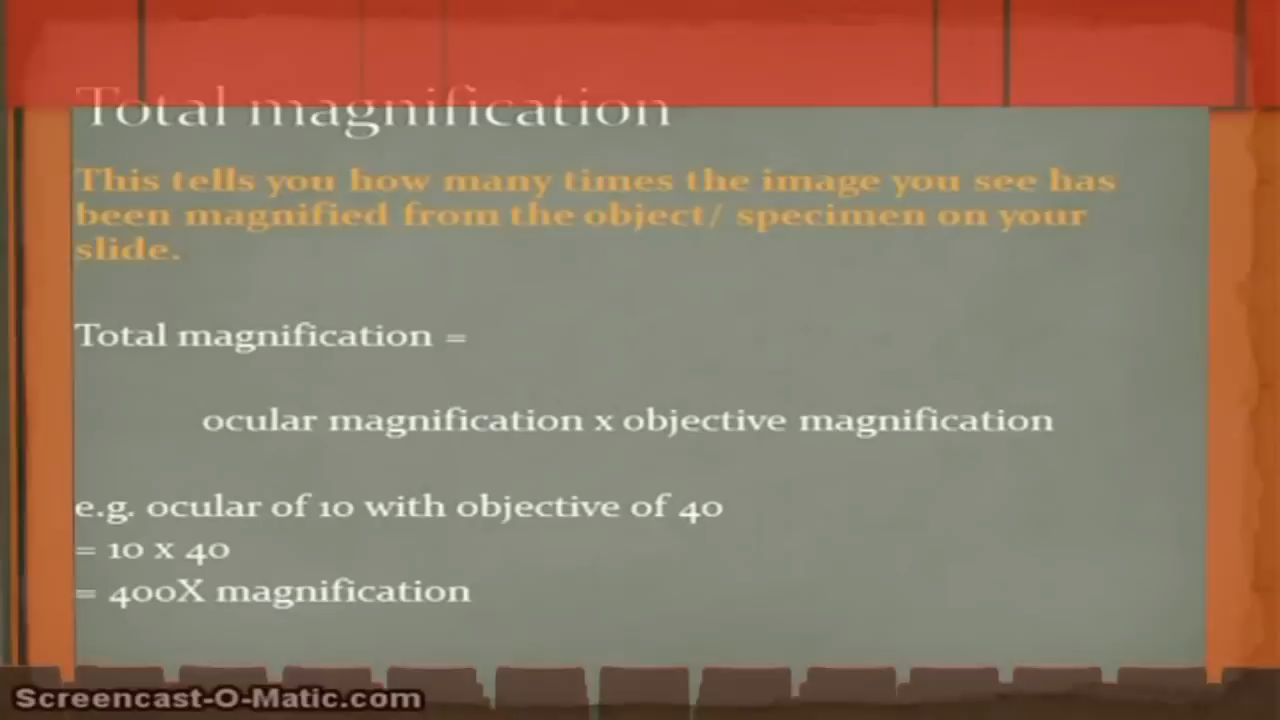 Total magnification
This tells you how many times the image you see has
been magnified from the object/ specimen on your
slide.
Total magnification =
ocular magnification x objective magnification
e.g. ocular of 10 with objective of 40
= 10 x 40
= 400X magnification
Screencast-O-Matic.com